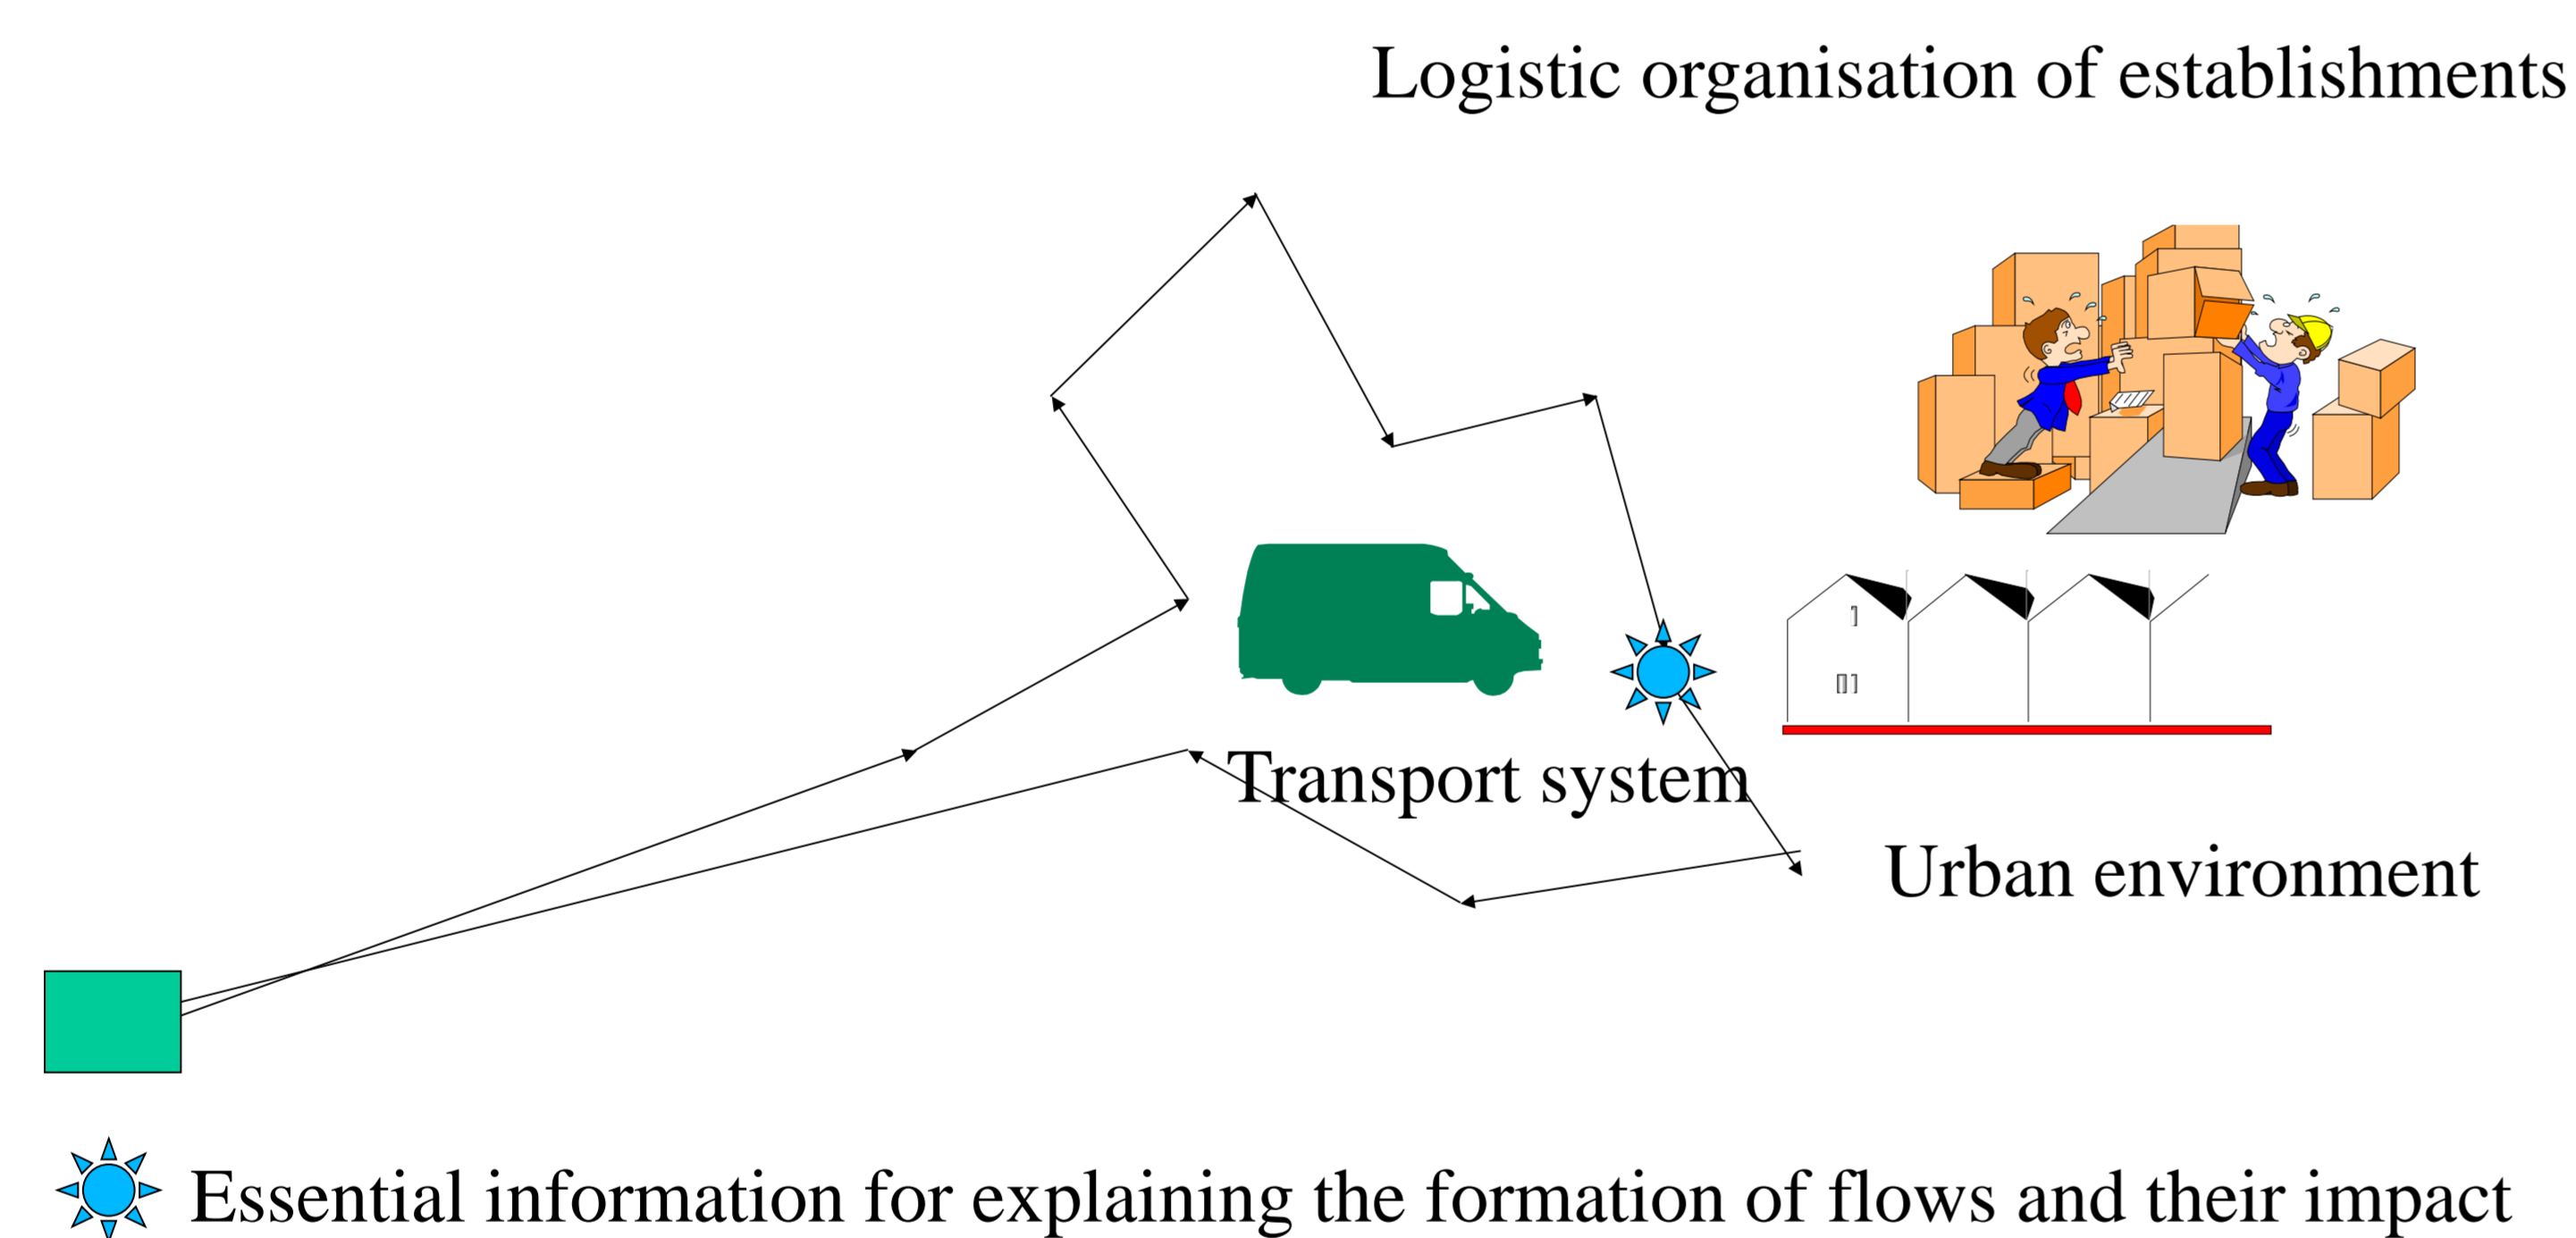 Logistic organisation of establishments
Transport system
Urban environment
Essential information for explaining the formation of flows and their impact